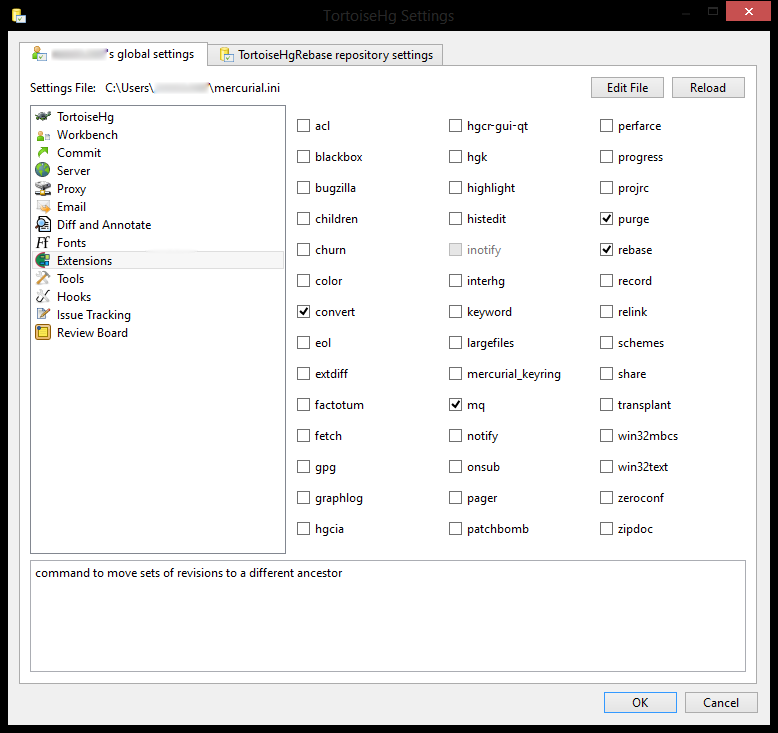 TortoiseHg Settings
's global settings
TortoiseHgRebase repository settings
Settings File: C:\Users\ \mercurial.ini
Edit File
Reload
TortoiseHg
Workbench
Commit
Server
Proxy
Email
Diff and Annotate
Ff Fonts
Extensions
Tools
Hooks
Issue Tracking
Review Board
acl
blackbox
bugzilla
children
churn
color
convert
eol
extdiff
factotum
fetch
gpg
graphlog
hgcia
hgcr-gui-qt
hgk
highlight
histedit
inotify
interhg
keyword
largefiles
mercurial_keyring
mq
notify
onsub
pager
patchbomb
perfarce
progress
projrc
purge
rebase
record
relink
schemes
share
transplant
win32mbcs
win32text
zeroconf
zipdoc
command to move sets of revisions to a different ancestor
OK
Cancel